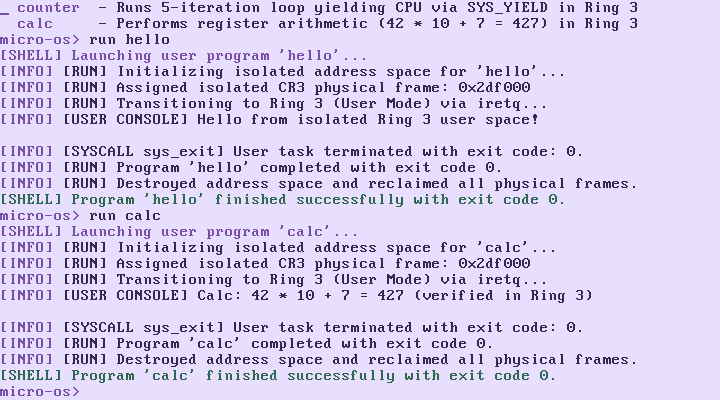 _ counter  - Runs 5-iteration loop yielding CPU via SYS_YIELD in Ring 3
  calc     - Performs register arithmetic (42 * 10 + 7 = 427) in Ring 3
micro-os> run hello
[SHELL] Launching user program 'hello'...
[INFO] [RUN] Initializing isolated address space for 'hello'...
[INFO] [RUN] Assigned isolated CR3 physical frame: 0x2df000
[INFO] [RUN] Transitioning to Ring 3 (User Mode) via iretq...
[INFO] [USER CONSOLE] Hello from isolated Ring 3 user space!
[INFO] [SYSCALL sys_exit] User task terminated with exit code: 0.
[INFO] [RUN] Program 'hello' completed with exit code 0.
[INFO] [RUN] Destroyed address space and reclaimed all physical frames.
[SHELL] Program 'hello' finished successfully with exit code 0.
micro-os> run calc
[SHELL] Launching user program 'calc'...
[INFO] [RUN] Initializing isolated address space for 'calc'...
[INFO] [RUN] Assigned isolated CR3 physical frame: 0x2df000
[INFO] [RUN] Transitioning to Ring 3 (User Mode) via iretq...
[INFO] [USER CONSOLE] Calc: 42 * 10 + 7 = 427 (verified in Ring 3)
[INFO] [SYSCALL sys_exit] User task terminated with exit code: 0.
[INFO] [RUN] Program 'calc' completed with exit code 0.
[INFO] [RUN] Destroyed address space and reclaimed all physical frames.
[SHELL] Program 'calc' finished successfully with exit code 0.
micro-os>